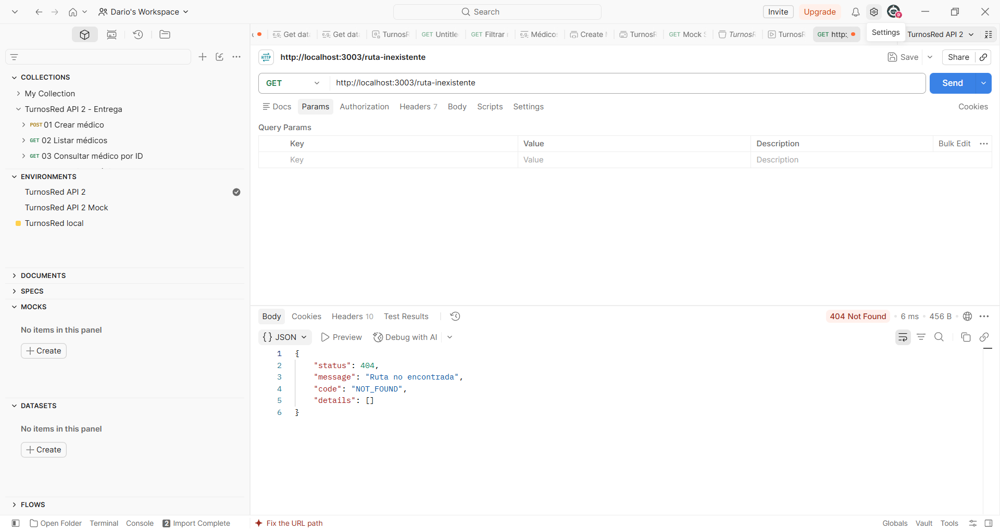 Dario's Workspace
Search
Invite
Upgrade
Settings
Get dat
Get dat
TurnosR
GET Untitle
GET Filtrar
Médico
Create
TurnosR
GET Mock S
TurnosR
TurnosR
GET http:
TurnosRed API 2
HTTP
http://localhost:3003/ruta-inexistente
Save
Share
GET
http://localhost:3003/ruta-inexistente
Send
Docs
Params
Authorization
Headers 7
Body
Scripts
Settings
Cookies
Query Params
Key
Value
Description
Bulk Edit
Key
Value
Description
COLLECTIONS
My Collection
TurnosRed API 2 - Entrega
POST 01 Crear médico
GET 02 Listar médicos
GET 03 Consultar médico por ID
ENVIRONMENTS
TurnosRed API 2
TurnosRed API 2 Mock
TurnosRed local
DOCUMENTS
SPECS
MOCKS
No items in this panel
Create
DATASETS
No items in this panel
Create
FLOWS
Body
Cookies
Headers 10
Test Results
404 Not Found
6 ms
456 B
{} JSON
Preview
Debug with AI
1 {
2 "status": 404,
3 "message": "Ruta no encontrada",
4 "code": "NOT_FOUND",
5 "details": []
6 }
Open Folder
Terminal
Console
2 Import Complete
Fix the URL path
Globals
Vault
Tools